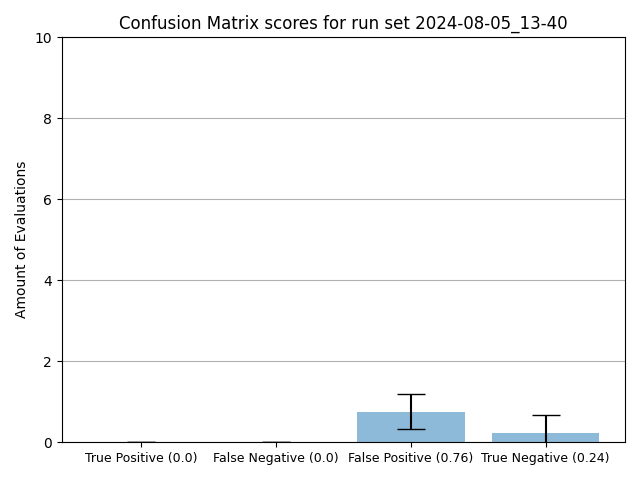 Confusion Matrix scores for run set 2024-08-05_13-40
Amount of Evaluations
10
8
6
4
2
0
True Positive (0.0)
False Negative (0.0)
False Positive (0.76)
True Negative (0.24)